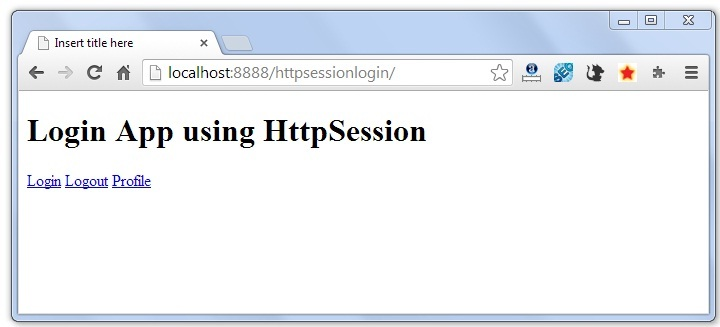 Insert title here
localhost:8888/httpsessionlogin/
Login App using HttpSession
Login Logout Profile